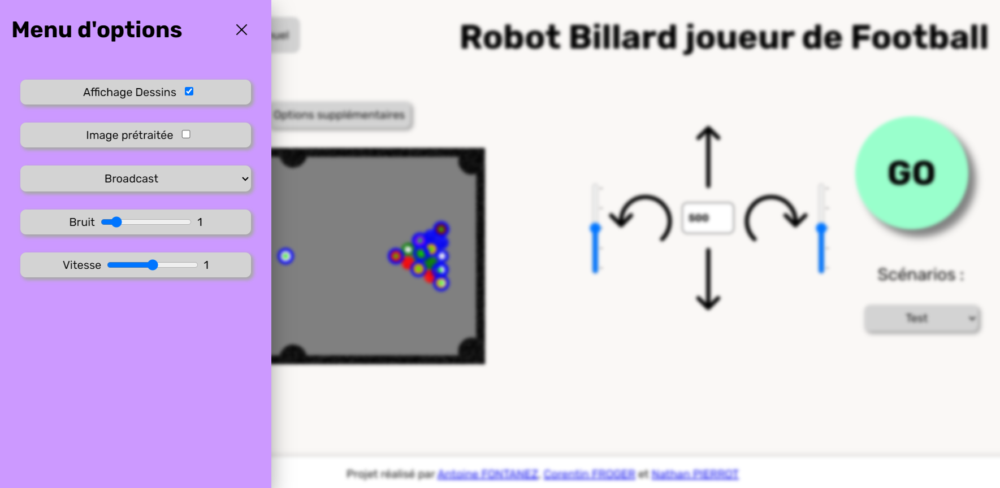 Menu d'options
Affichage Dessins
Image prétraitée
Broadcast
Bruit 1
Vitesse 1
uel
Robot Billard joueur de Football
Options supplémentaires
500
GO
Scénarios :
Test
Projet réalisé par Antoine FONTANEZ, Corentin FROGER et Nathan PIERROT